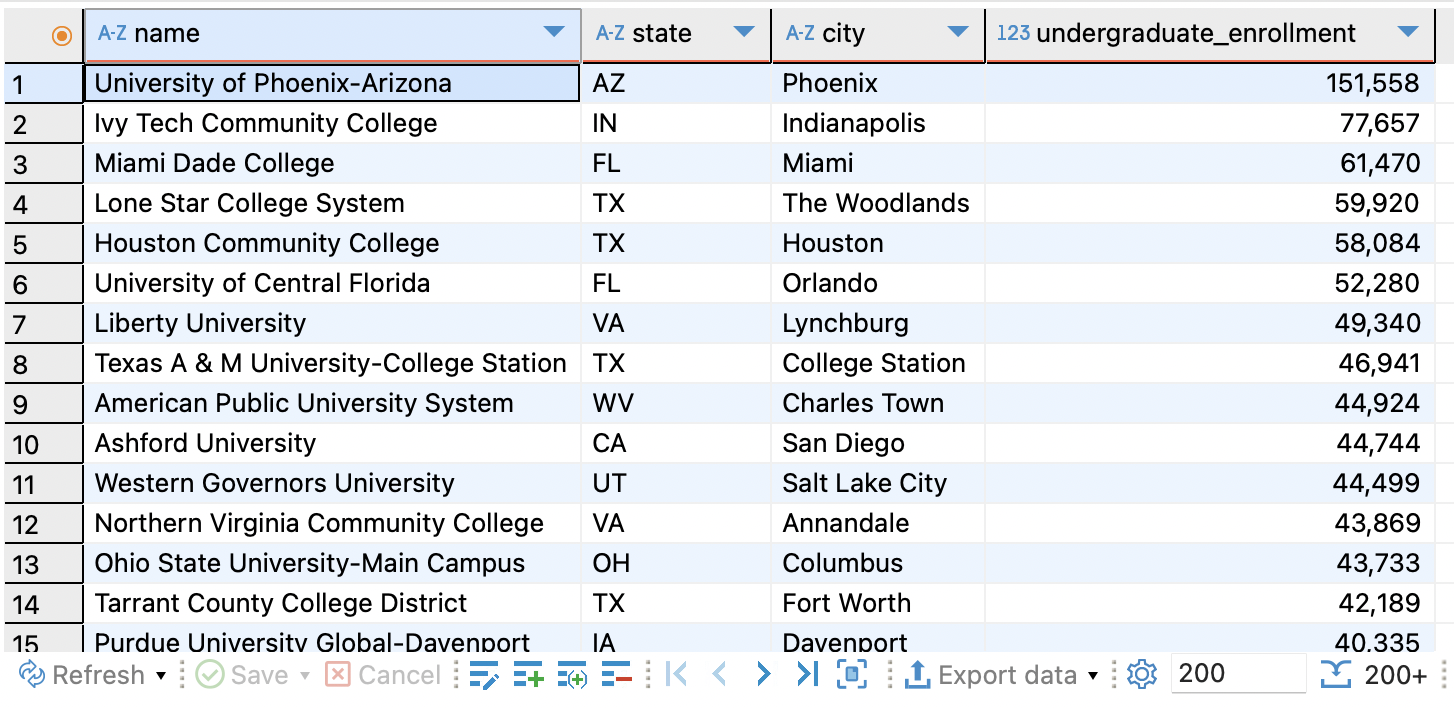 A-Z name A-Z state A-Z city 123 undergraduate_enrollment
1 University of Phoenix-Arizona AZ Phoenix 151,558
2 Ivy Tech Community College IN Indianapolis 77,657
3 Miami Dade College FL Miami 61,470
4 Lone Star College System TX The Woodlands 59,920
5 Houston Community College TX Houston 58,084
6 University of Central Florida FL Orlando 52,280
7 Liberty University VA Lynchburg 49,340
8 Texas A & M University-College Station TX College Station 46,941
9 American Public University System WV Charles Town 44,924
10 Ashford University CA San Diego 44,744
11 Western Governors University UT Salt Lake City 44,499
12 Northern Virginia Community College VA Annandale 43,869
13 Ohio State University-Main Campus OH Columbus 43,733
14 Tarrant County College District TX Fort Worth 42,189
15 Purdue University Global-Davenport IA Davenport 40,335
Refresh Save Cancel Export data 200 200+